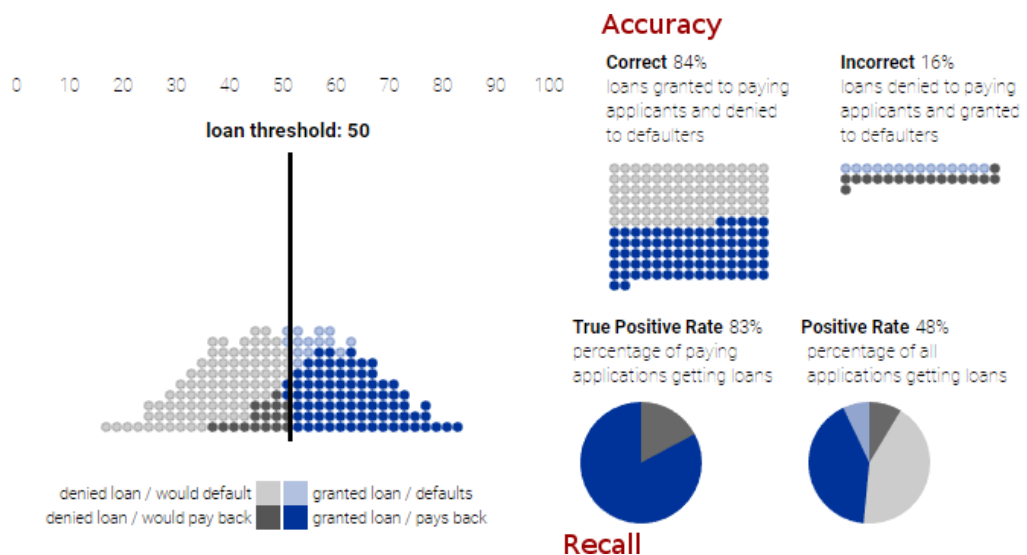 Accuracy
0 10 20 30 40 50 60 70 80 90 100
loan threshold: 50
Correct 84%
loans granted to paying
applicants and denied
to defaulters
Incorrect 16%
loans denied to paying
applicants and granted
to defaulters
True Positive Rate 83%
percentage of paying
applications getting loans
Positive Rate 48%
percentage of all
applications getting loans
denied loan / would default
granted loan / defaults
denied loan / would pay back
granted loan / pays back
Recall